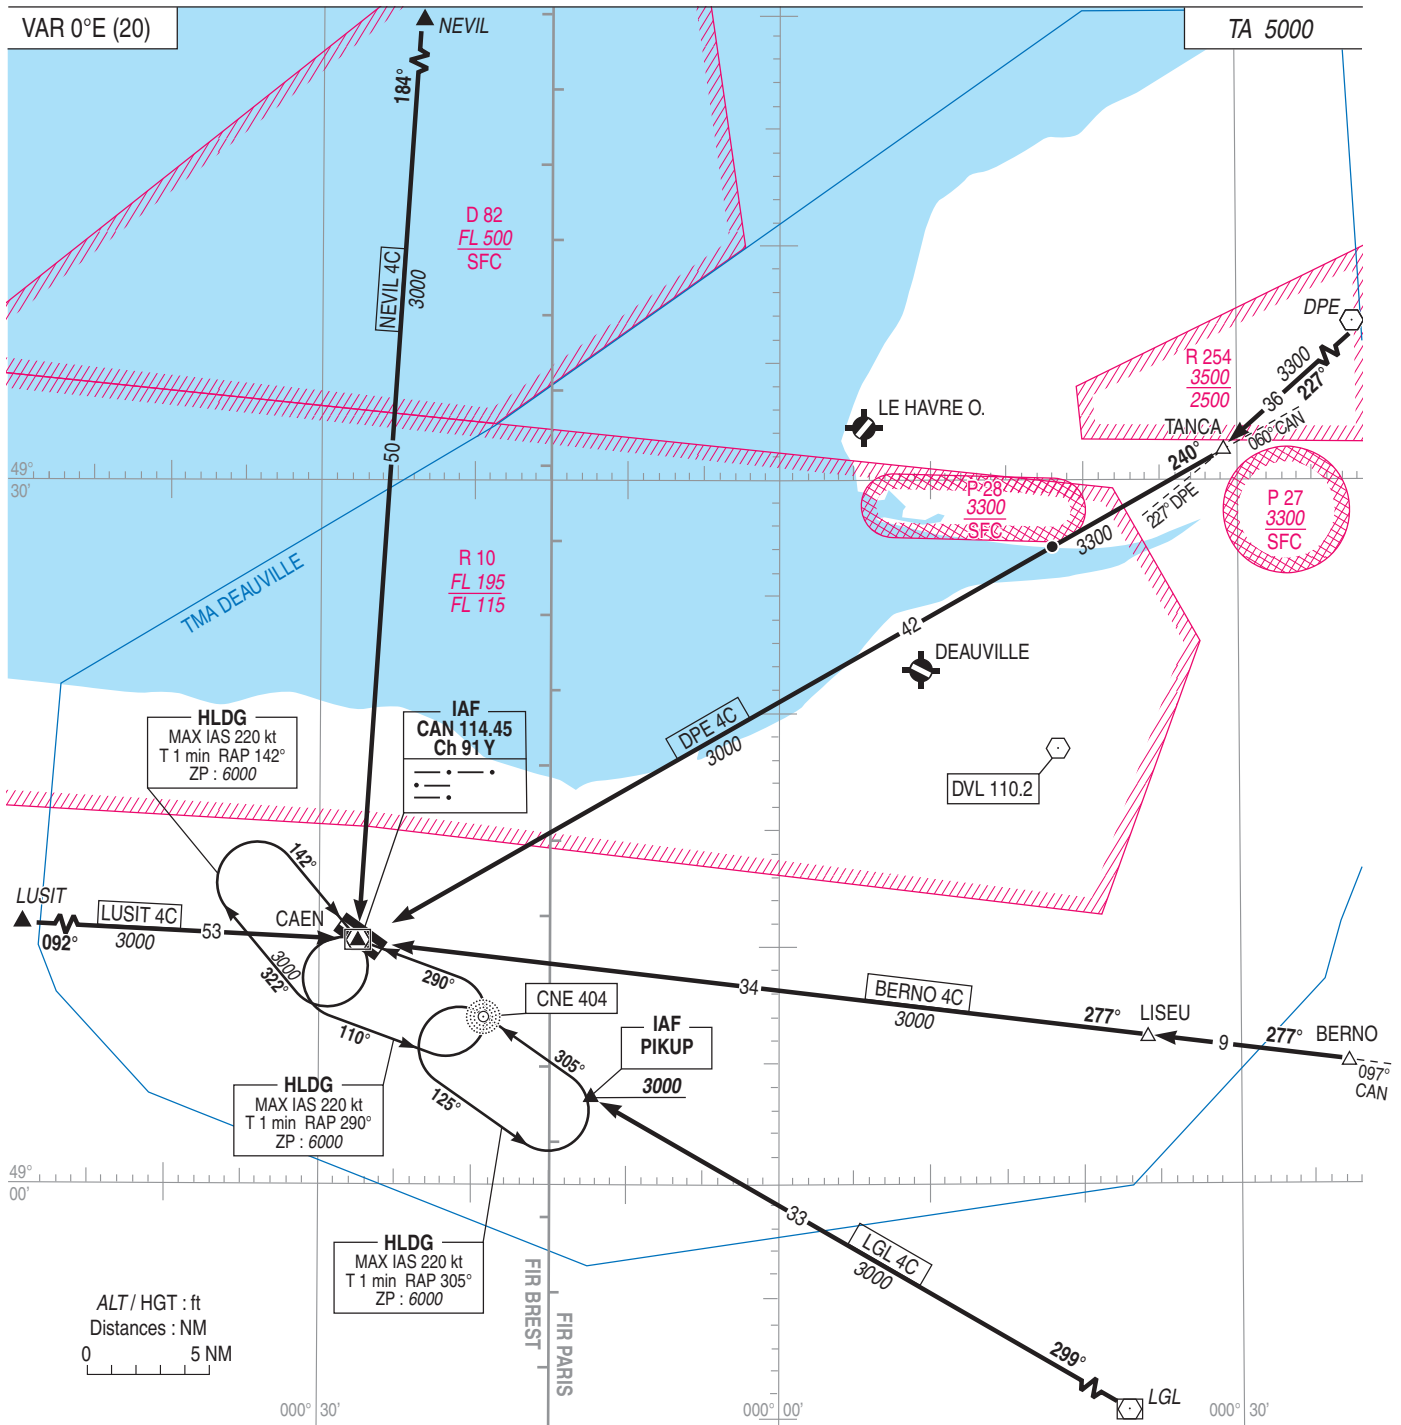 VAR 0°E (20)
NEVIL
TA 5000
184°
D 82
FL 500
SFC
NEVIL 4C
3000
DPE
R 254
3500
2500
3300
227°
36
LE HAVRE O.
TANCA
060° CAN
240°
227° DPE
50
49°
30'
P 28
3300
SFC
P 27
3300
SFC
3300
R 10
FL 195
FL 115
TMA DEAUVILLE
42
DEAUVILLE
HLDG
MAX IAS 220 kt
T 1 min RAP 142°
ZP : 6000
IAF
CAN 114.45
Ch 91 Y
DPE 4C
3000
DVL 110.2
142°
LUSIT
LUSIT 4C
3000
53
092°
CAEN
3000
322°
290°
CNE 404
34
BERNO 4C
3000
277°
LISEU
277°
BERNO
9
097°
CAN
110°
IAF
PIKUP
3000
305°
HLDG
MAX IAS 220 kt
T 1 min RAP 290°
ZP : 6000
125°
49°
00'
33
HLDG
MAX IAS 220 kt
T 1 min RAP 305°
ZP : 6000
LGL 4C
3000
FIR BREST
FIR PARIS
ALT / HGT : ft
Distances : NM
0 5 NM
299°
LGL
000° 30'
000° 00'
000° 30'